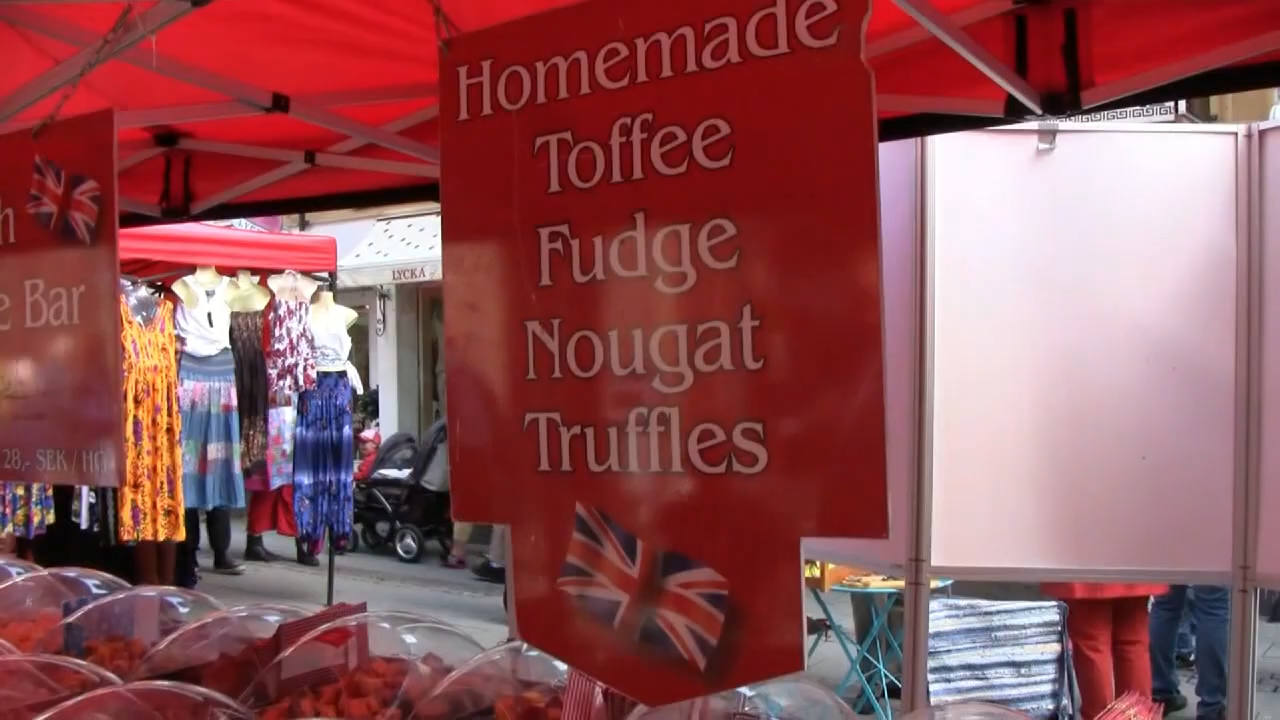 Homemade
Toffee
Fudge
Nougat
Truffles
h
e Bar
28,- SEK / HG
LYCKA